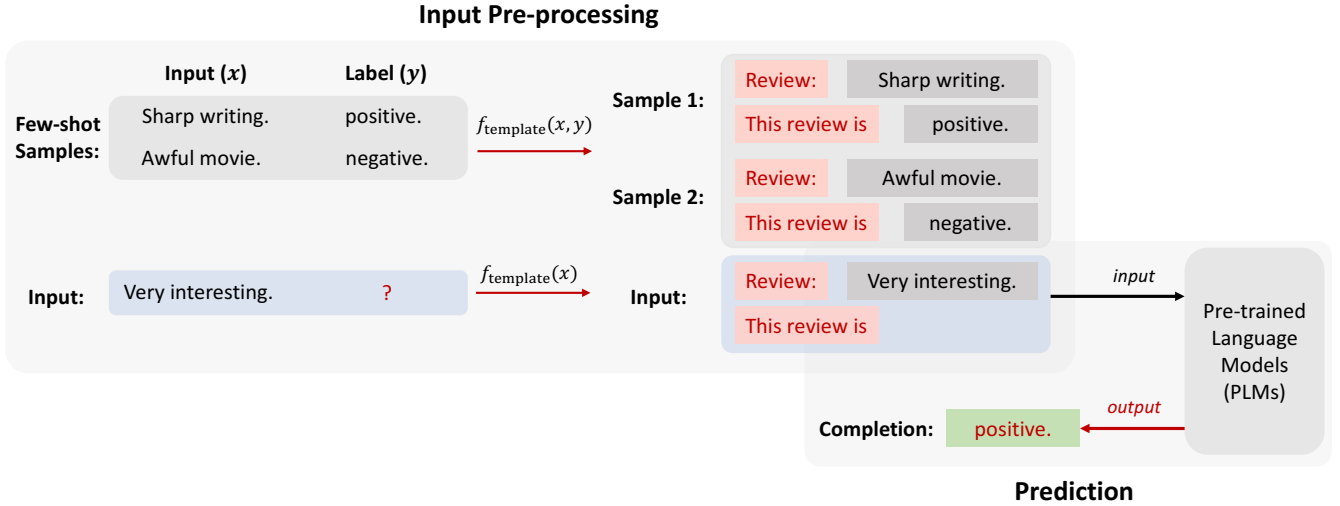 Input Pre-processing
Input (x) Label (y)
Few-shot Samples:
Sharp writing. positive.
Awful movie. negative.
f_template(x, y)
Sample 1:
Review: Sharp writing.
This review is positive.
Sample 2:
Review: Awful movie.
This review is negative.
Input:
Very interesting. ?
f_template(x)
Input:
Review: Very interesting.
This review is
input
Pre-trained
Language
Models
(PLMs)
output
Completion: positive.
Prediction